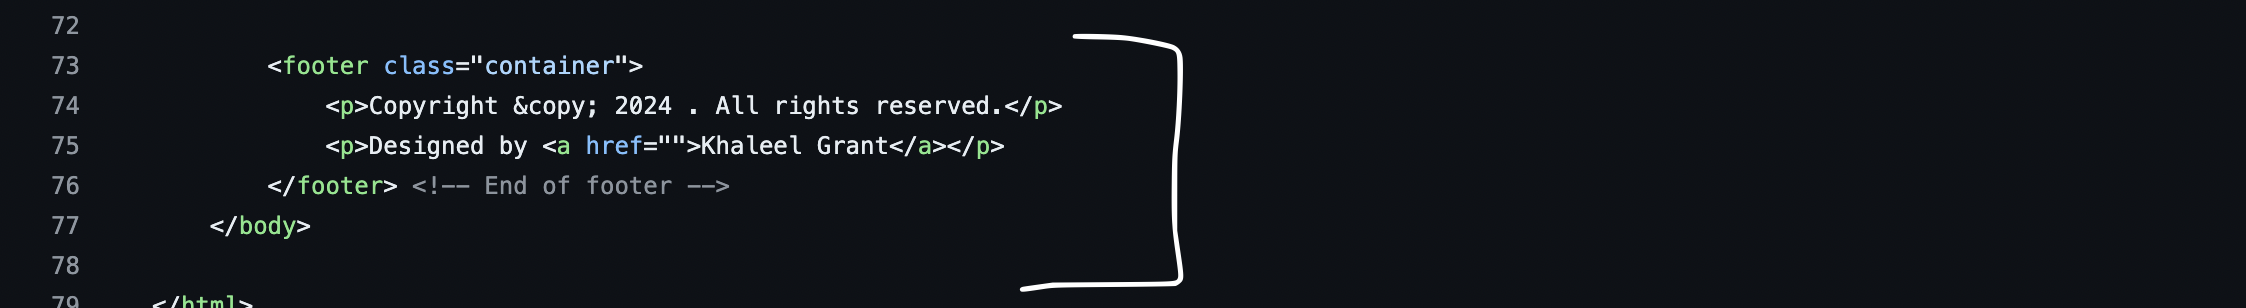 72
73 <footer class="container">
74 <p>Copyright &copy; 2024 . All rights reserved.</p>
75 <p>Designed by <a href="">Khaleel Grant</a></p>
76 </footer> <!-- End of footer -->
77 </body>
78
79 </html>